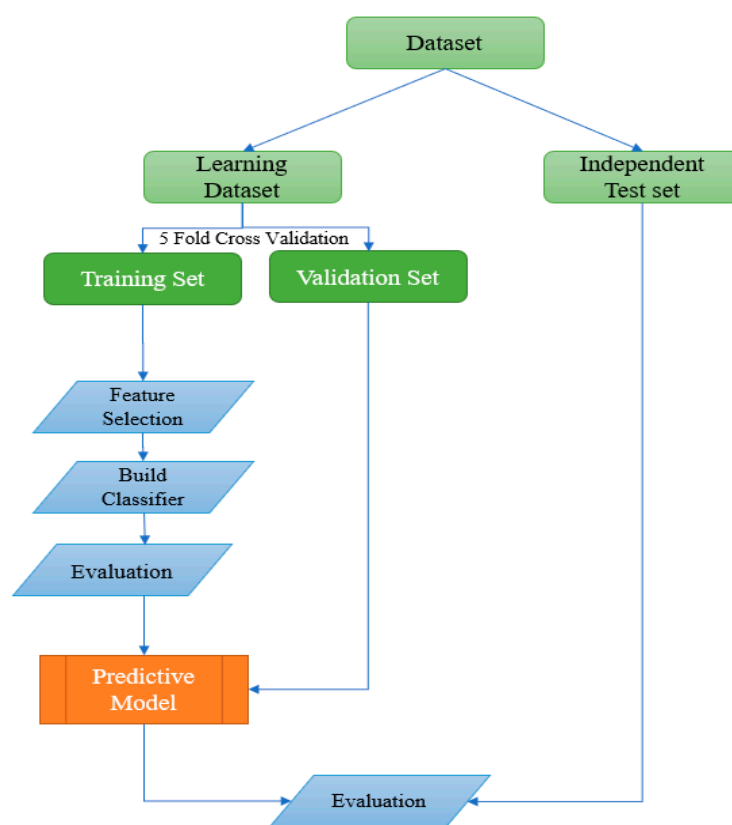 Dataset
Learning
Dataset
Independent
Test set
5 Fold Cross Validation
Training Set
Validation Set
Feature
Selection
Build
Classifier
Evaluation
Predictive
Model
Evaluation